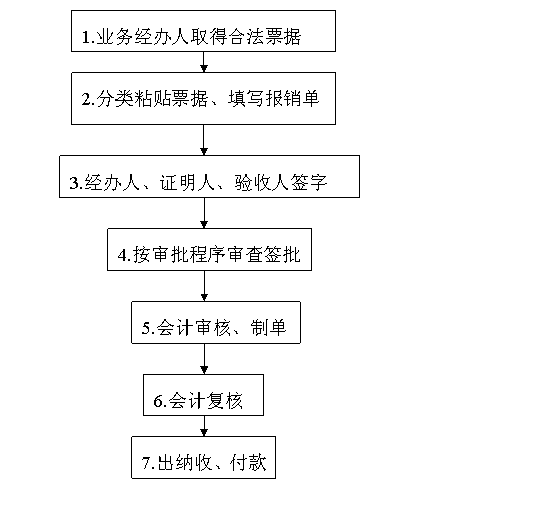 1.业务经办人取得合法票据
2.分类粘贴票据、填写报销单
3.经办人、证明人、验收人签字
4.按审批程序审查签批
5.会计审核、制单
6.会计复核
7.出纳收、付款